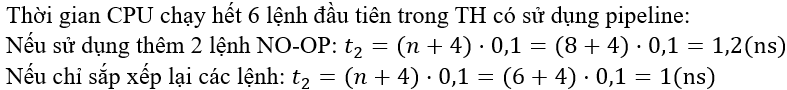 Thời gian CPU chạy hết 6 lệnh đầu tiên trong TH có sử dụng pipeline:
Nếu sử dụng thêm 2 lệnh NO-OP: t₂ = (n + 4) · 0,1 = (8 + 4) · 0,1 = 1,2(ns)
Nếu chỉ sắp xếp lại các lệnh: t₂ = (n + 4) · 0,1 = (6 + 4) · 0,1 = 1(ns)